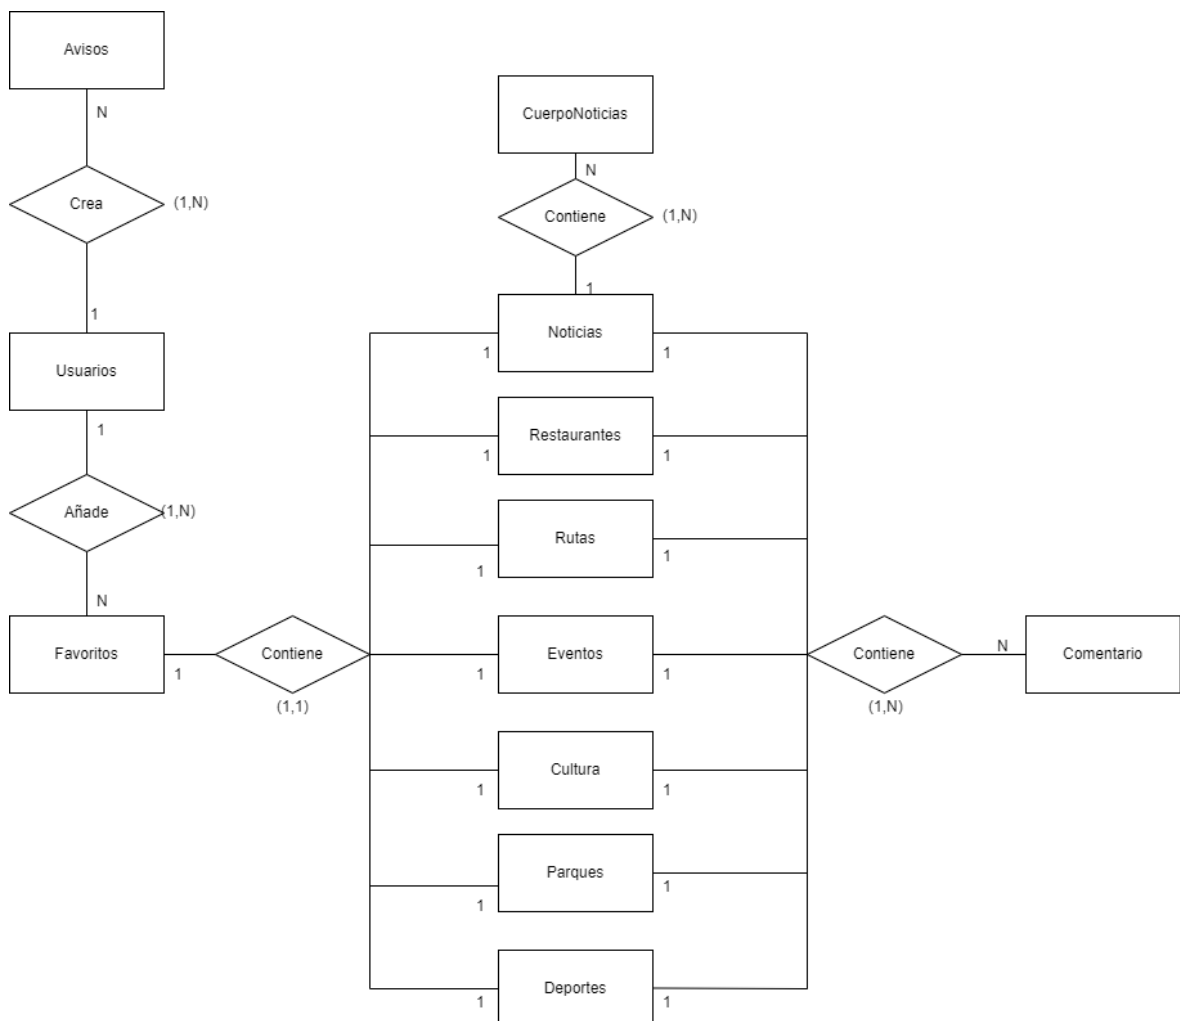 Avisos
N
CuerpoNoticias
N
Crea
(1,N)
Contiene
(1,N)
1
1
Noticias
1
1
Usuarios
1
Restaurantes
1
1
Añade
(1,N)
Rutas
1
1
N
Favoritos
1
Contiene
(1,1)
Eventos
1
1
Contiene
(1,N)
N
Comentario
Cultura
1
1
Parques
1
1
Deportes
1
1